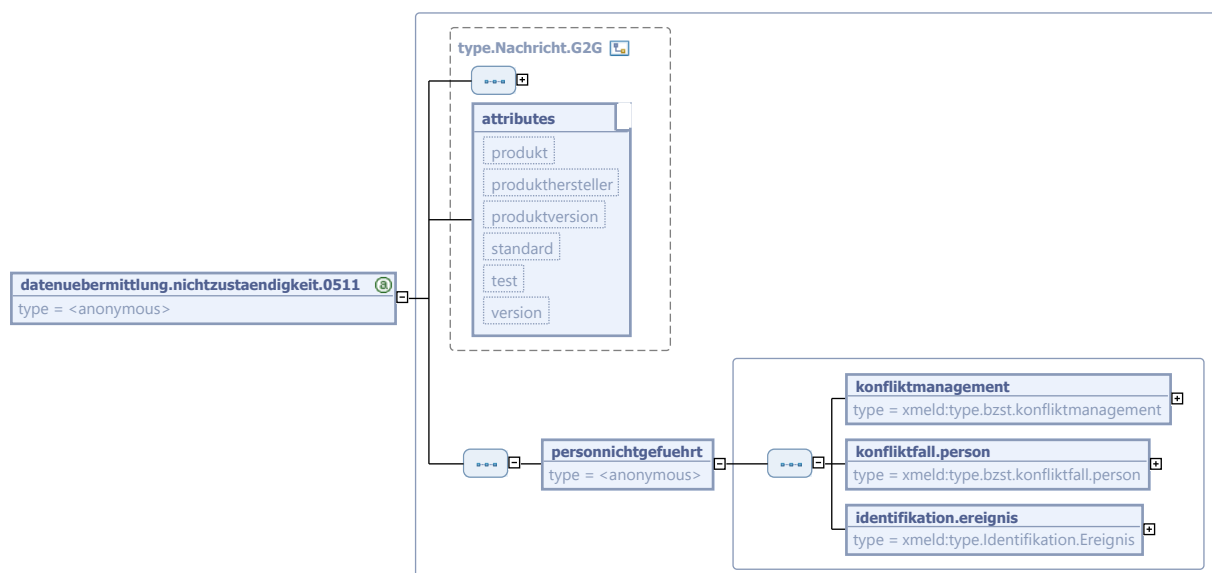 type.Nachricht.G2G
attributes
produkt
produkthersteller
produktversion
standard
test
version
datenuebermittlung.nichtzustaendigkeit.0511 a
type = <anonymous>
personnichtgefuehrt
type = <anonymous>
konfliktmanagement
type = xmeld:type.bzst.konfliktmanagement
konfliktfall.person
type = xmeld:type.bzst.konfliktfall.person
identifikation.ereignis
type = xmeld:type.Identifikation.Ereignis